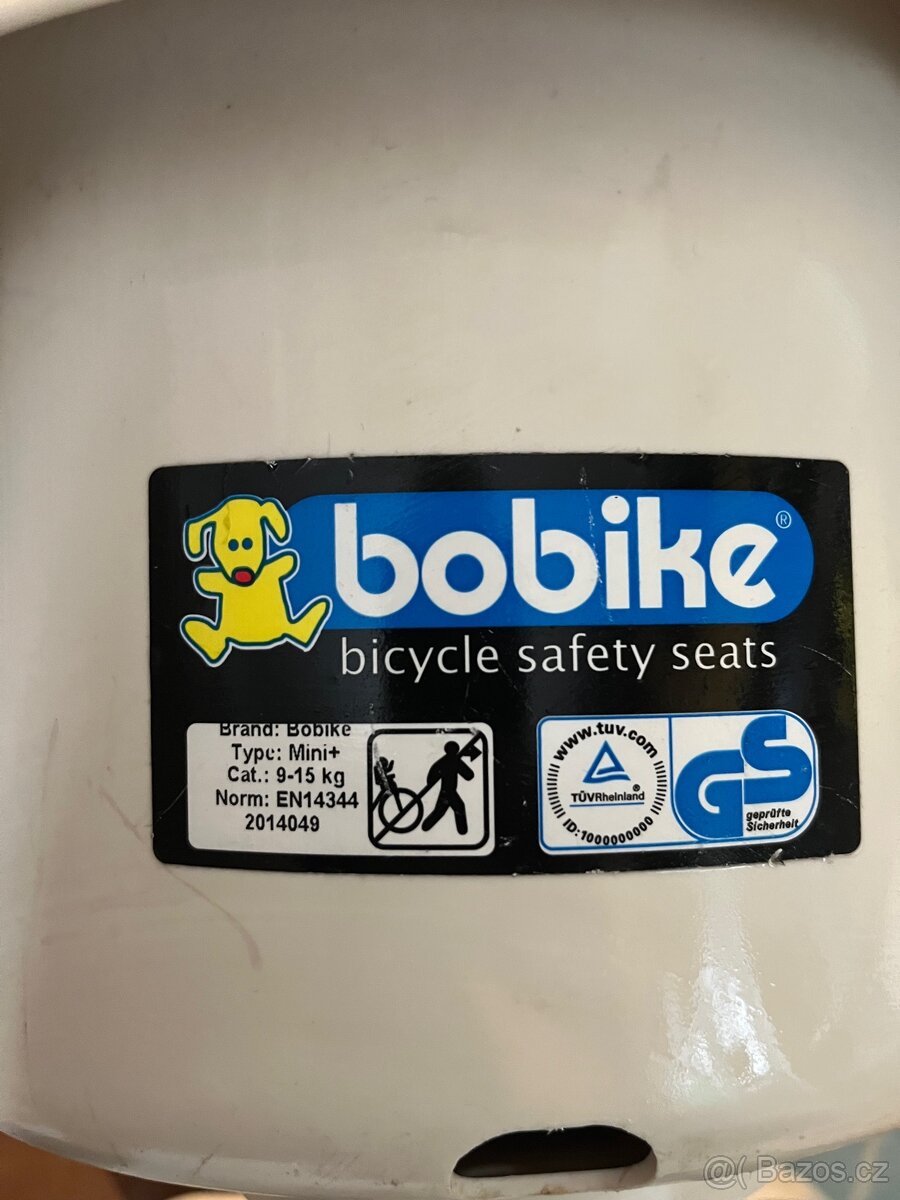 bobike®
bicycle safety seats
Brand: Bobike
Type: Mini+
Cat.: 9-15 kg
Norm: EN14344
2014049
www.tuv.com
TÜVRheinland®
ID:1000000000
GS
geprüfte
Sicherheit
@( Bazos.cz